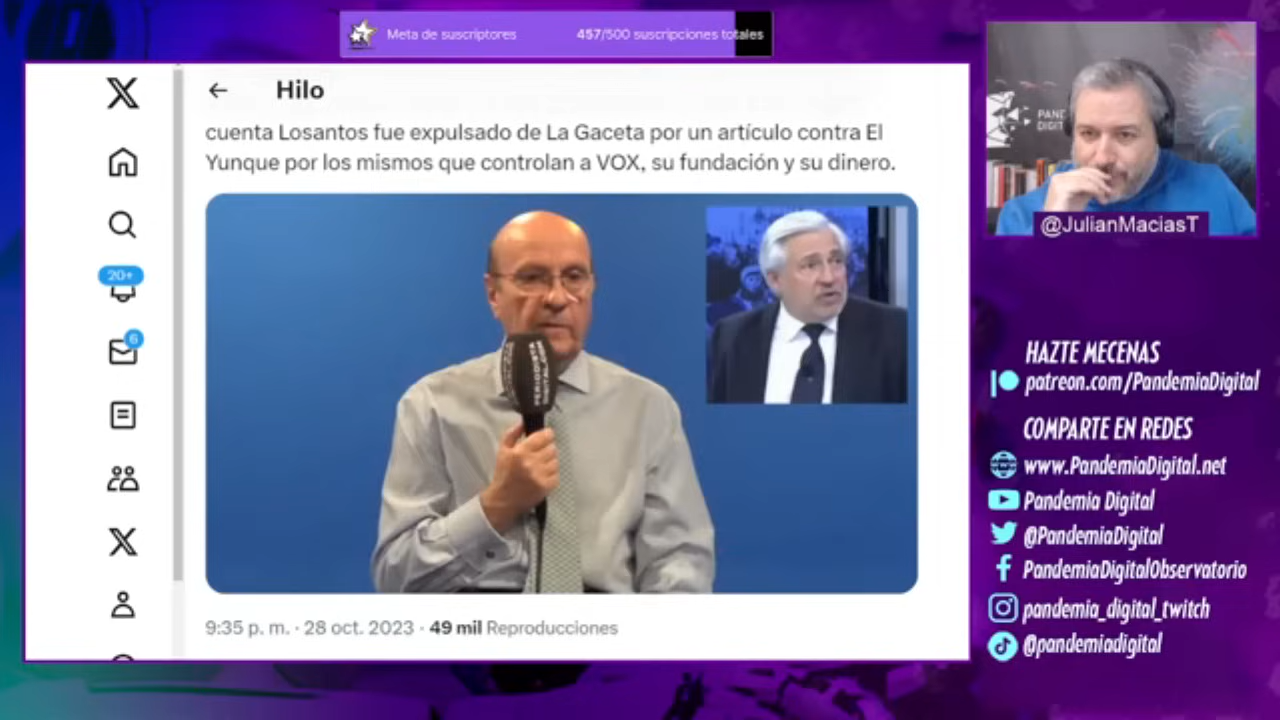 Meta de suscriptores 457/500 suscripciones totales
Hilo
cuenta Losantos fue expulsado de La Gaceta por un artículo contra El
Yunque por los mismos que controlan a VOX, su fundación y su dinero.
20+
6
PERIODISTA
9:35 p. m. · 28 oct. 2023 · 49 mil Reproducciones
@JulianMaciasT
HAZTE MECENAS
patreon.com/PandemiaDigital
COMPARTE EN REDES
www.PandemiaDigital.net
Pandemia Digital
@PandemiaDigital
PandemiaDigitalObservatorio
pandemia_digital_twitch
@pandemiadigital